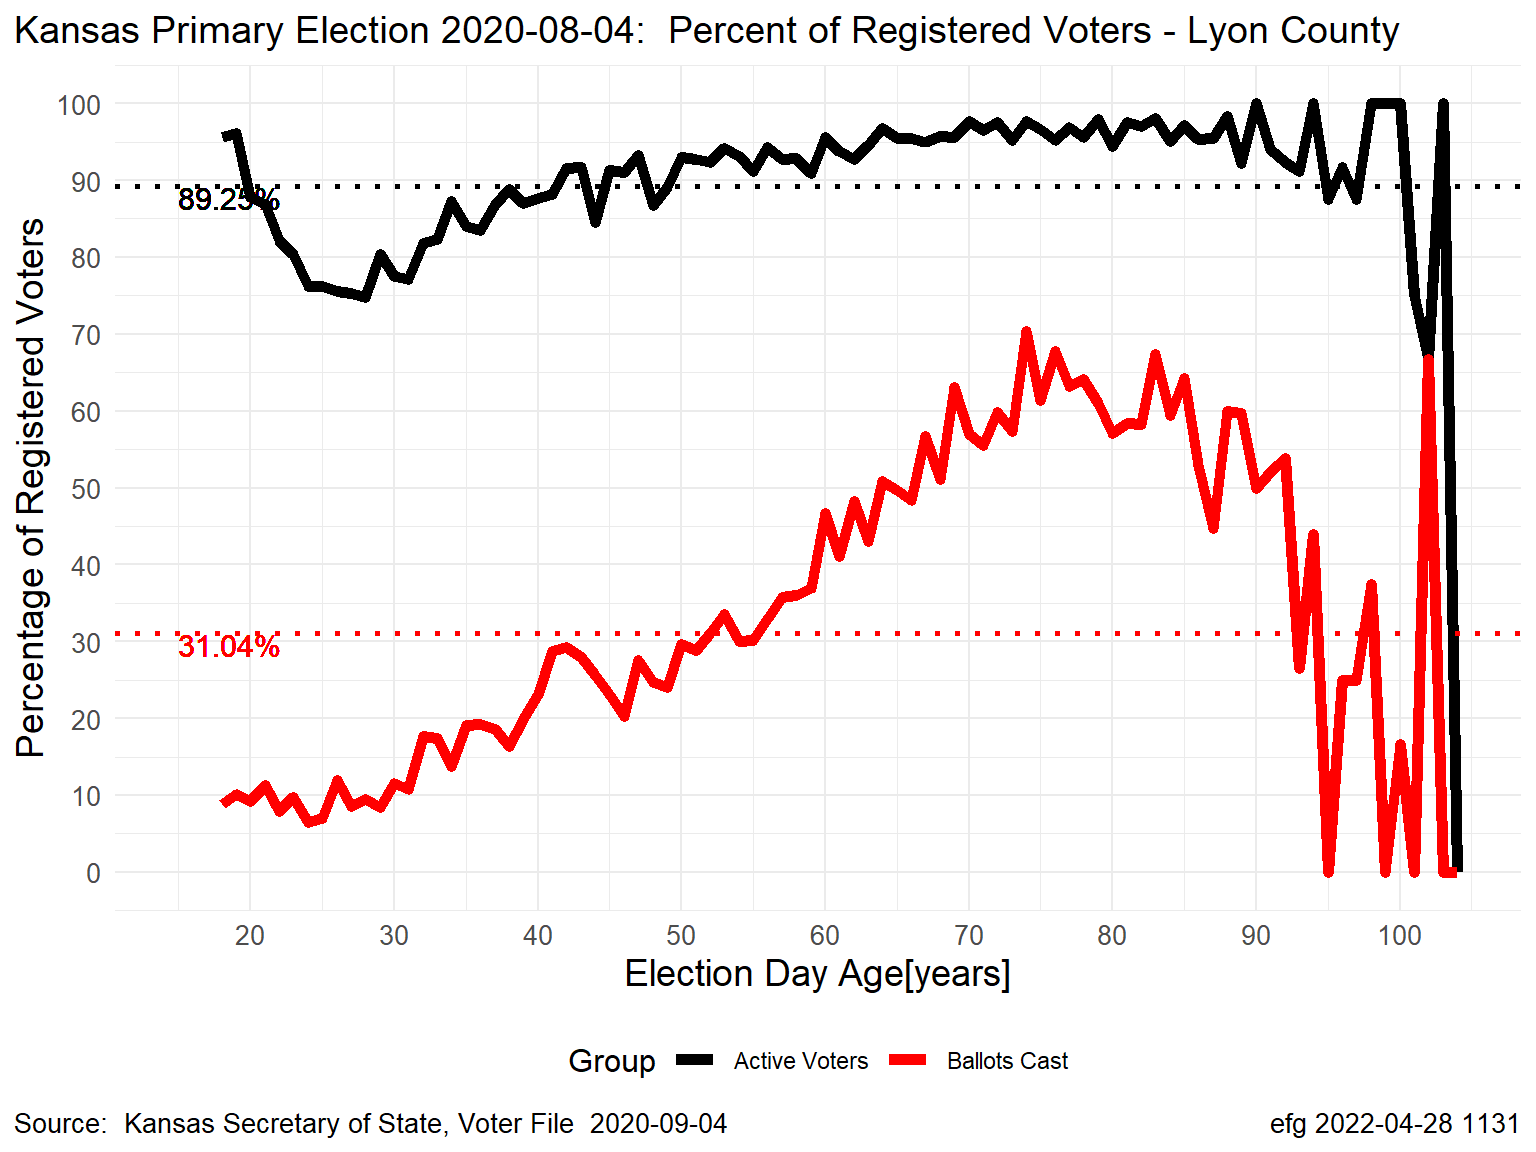 Kansas Primary Election 2020-08-04:  Percent of Registered Voters - Lyon County
Percentage of Registered Voters
100
90
80
70
60
50
40
30
20
10
0
89.25%
31.04%
20 30 40 50 60 70 80 90 100
Election Day Age[years]
Group Active Voters Ballots Cast
Source:  Kansas Secretary of State, Voter File  2020-09-04
efg 2022-04-28 1131